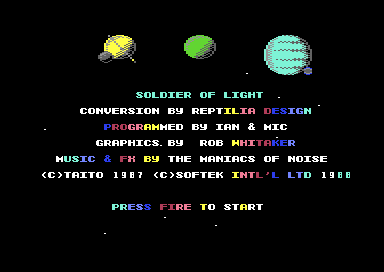 SOLDIER OF LIGHT
CONVERSION BY REPTILIA DESIGN
PROGRAMMED BY IAN & MIC
GRAPHICS BY ROB WHITAKER
MUSIC & FX BY THE MANIACS OF NOISE
(C)TAITO 1987 (C)SOFTEK INTL'L LTD 1988
PRESS FIRE TO START